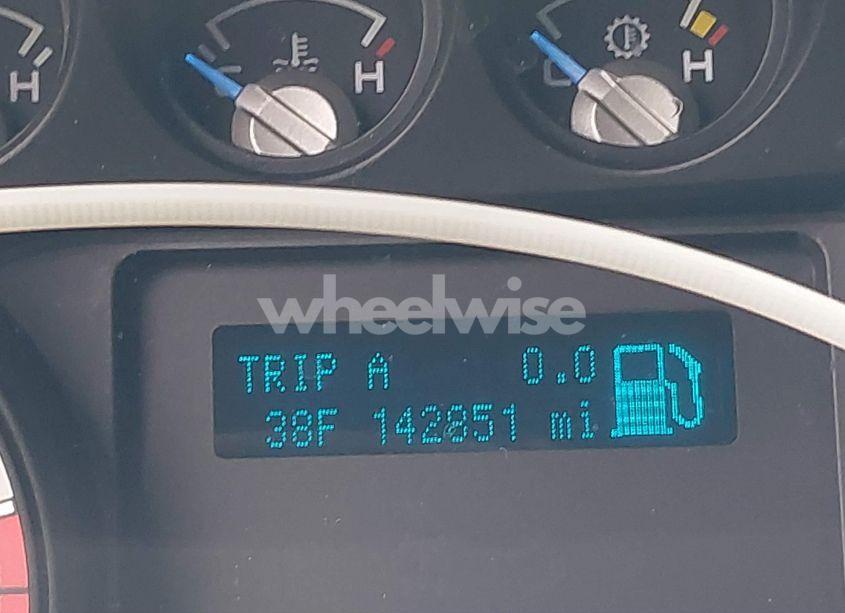 H
H
H
wheelwise
TRIP A 0.0
38F 142851 mi